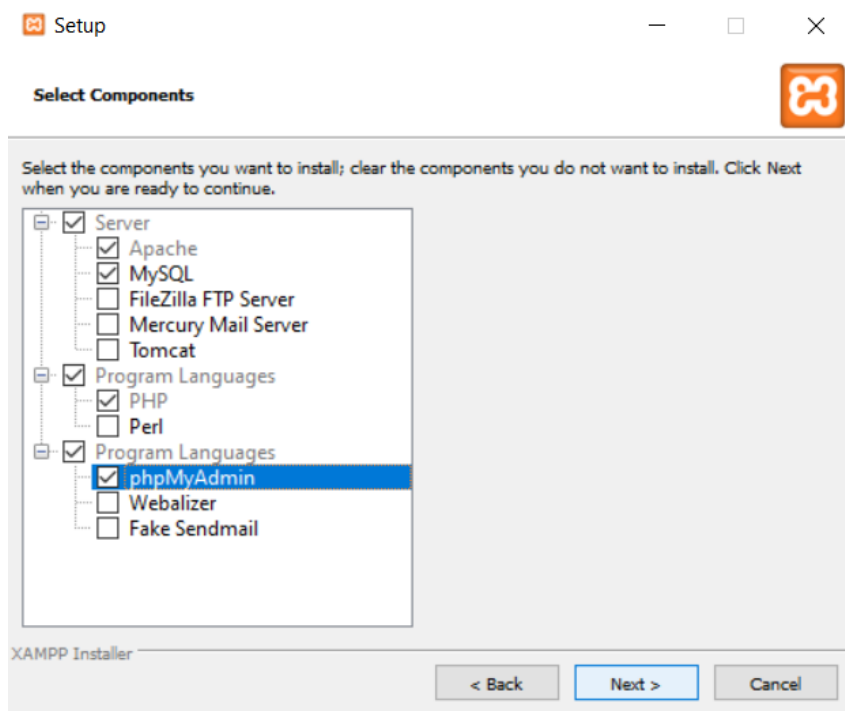 Setup
Select Components
Select the components you want to install; clear the components you do not want to install. Click Next
when you are ready to continue.
Server
Apache
MySQL
FileZilla FTP Server
Mercury Mail Server
Tomcat
Program Languages
PHP
Perl
Program Languages
phpMyAdmin
Webalizer
Fake Sendmail
XAMPP Installer
< Back
Next >
Cancel